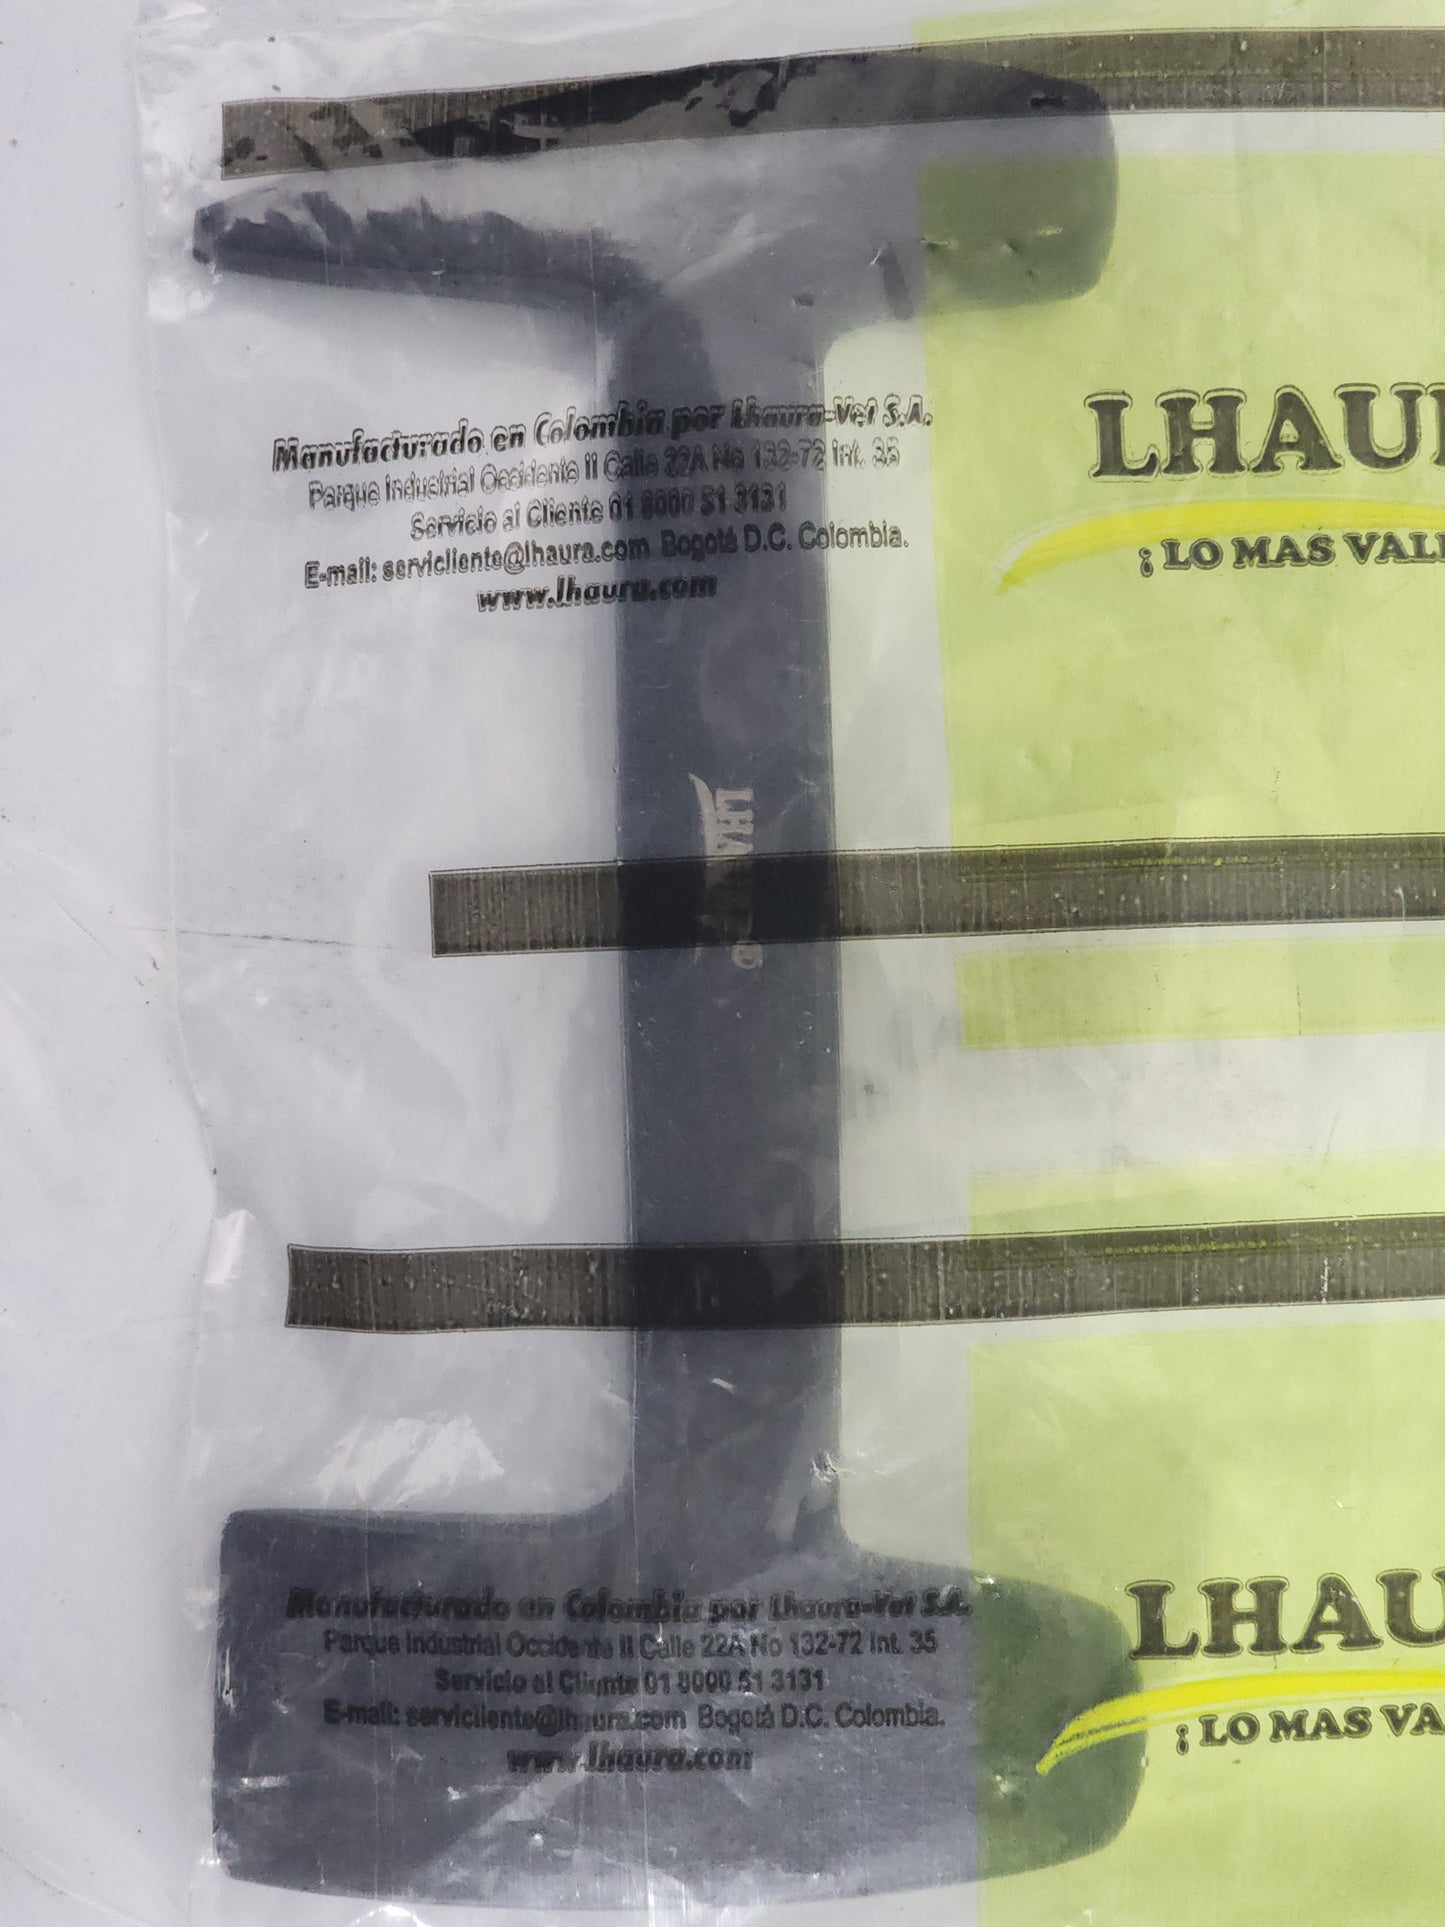 Manufacturado en Colombia por Lhaura-Vet S.A.
Parque Industrial Occidente II Calle 22A No 132-72 Int. 35
Servicio al Cliente 01 8000 51 3131
E-mail: servicliente@lhaura.com Bogotá D.C. Colombia.
www.lhaura.com
LHAU
¡LO MAS VAL
LHA
Manufacturado en Colombia por Lhaura-Vet S.A.
Parque Industrial Occidente II Calle 22A No 132-72 Int. 35
Servicio al Cliente 01 8000 51 3131
E-mail: servicliente@lhaura.com Bogotá D.C. Colombia.
www.lhaura.com
LHAU
¡LO MAS VA